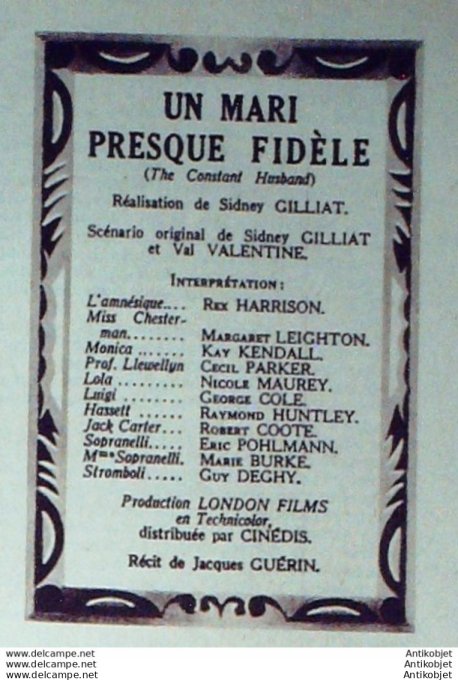 UN MARI
PRESQUE FIDÈLE
(The Constant Husband)
Réalisation de Sidney GILLIAT.
Scénario original de Sidney GILLIAT
et Val VALENTINE.
INTERPRÉTATION :
L'amnésique.... REX HARRISON.
Miss Chester-
man........ MARGARET LEIGHTON.
Monica ....... KAY KENDALL.
Prof. Llewellyn CECIL PARKER.
Lola ......... NICOLE MAUREY.
Luigi ........ GEORGE COLE.
Hassett ...... RAYMOND HUNTLEY.
Jack Carter... ROBERT COOTE.
Sopranelli..... ERIC POHLMANN.
Mme Sopranelli. MARIE BURKE.
Stromboli..... GUY DEGHY.
Production LONDON FILMS
en Technicolor,
distribuée par CINÉDIS.
Récit de Jacques GUÉRIN.
www.delcampe.net
www.delcampe.net
www.delcampe.net
Antikobjet
Antikobjet
Antikobjet